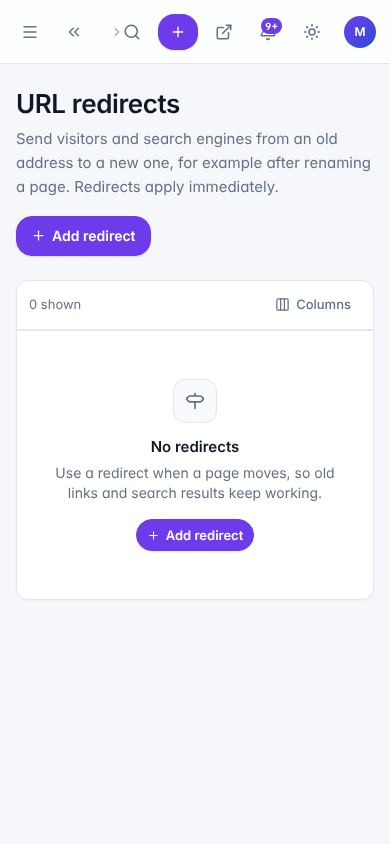 9+
M
URL redirects
Send visitors and search engines from an old
address to a new one, for example after renaming
a page. Redirects apply immediately.
Add redirect
0 shown
Columns
No redirects
Use a redirect when a page moves, so old
links and search results keep working.
Add redirect